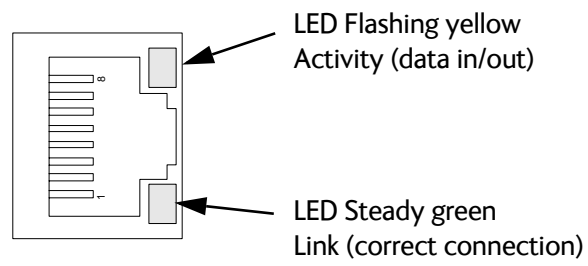 LED Flashing yellow
Activity (data in/out)
8
1
LED Steady green
Link (correct connection)